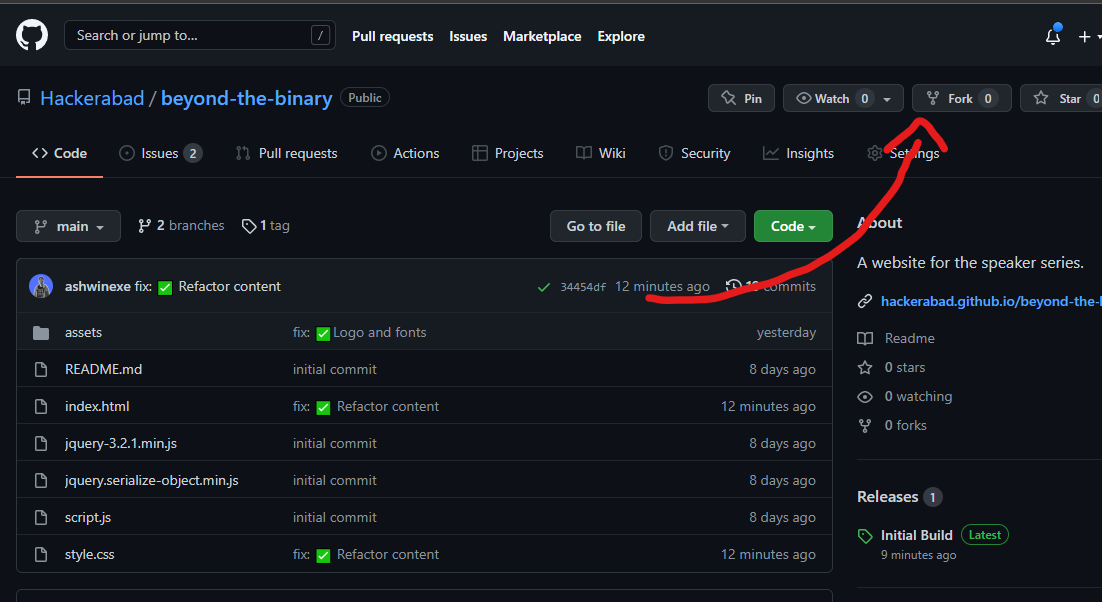 Search or jump to... /
Pull requests Issues Marketplace Explore
Hackerabad / beyond-the-binary Public
Pin Watch 0 Fork 0 Star 0
Code Issues 2 Pull requests Actions Projects Wiki Security Insights Settings
main 2 branches 1 tag
Go to file Add file Code
ashwinexe fix: ✅ Refactor content 34454df 12 minutes ago commits
assets fix: ✅ Logo and fonts yesterday
README.md initial commit 8 days ago
index.html fix: ✅ Refactor content 12 minutes ago
jquery-3.2.1.min.js initial commit 8 days ago
jquery.serialize-object.min.js initial commit 8 days ago
script.js initial commit 8 days ago
style.css fix: ✅ Refactor content 12 minutes ago
About
A website for the speaker series.
hackerabad.github.io/beyond-the-
Readme
0 stars
0 watching
0 forks
Releases 1
Initial Build Latest
9 minutes ago